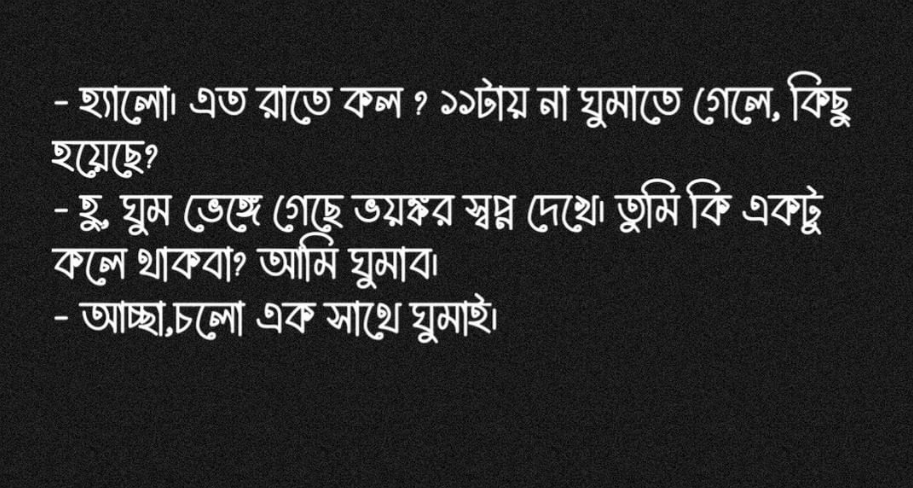 - হ্যালো। এত রাতে কল ? ১১টায় না ঘুমাতে গেলে, কিছু
হয়েছে?
- হু, ঘুম ভেঙ্গে গেছে ভয়ঙ্কর স্বপ্ন দেখে। তুমি কি একটু
কলে থাকবা? আমি ঘুমাব।
- আচ্ছা,চলো এক সাথে ঘুমাই।